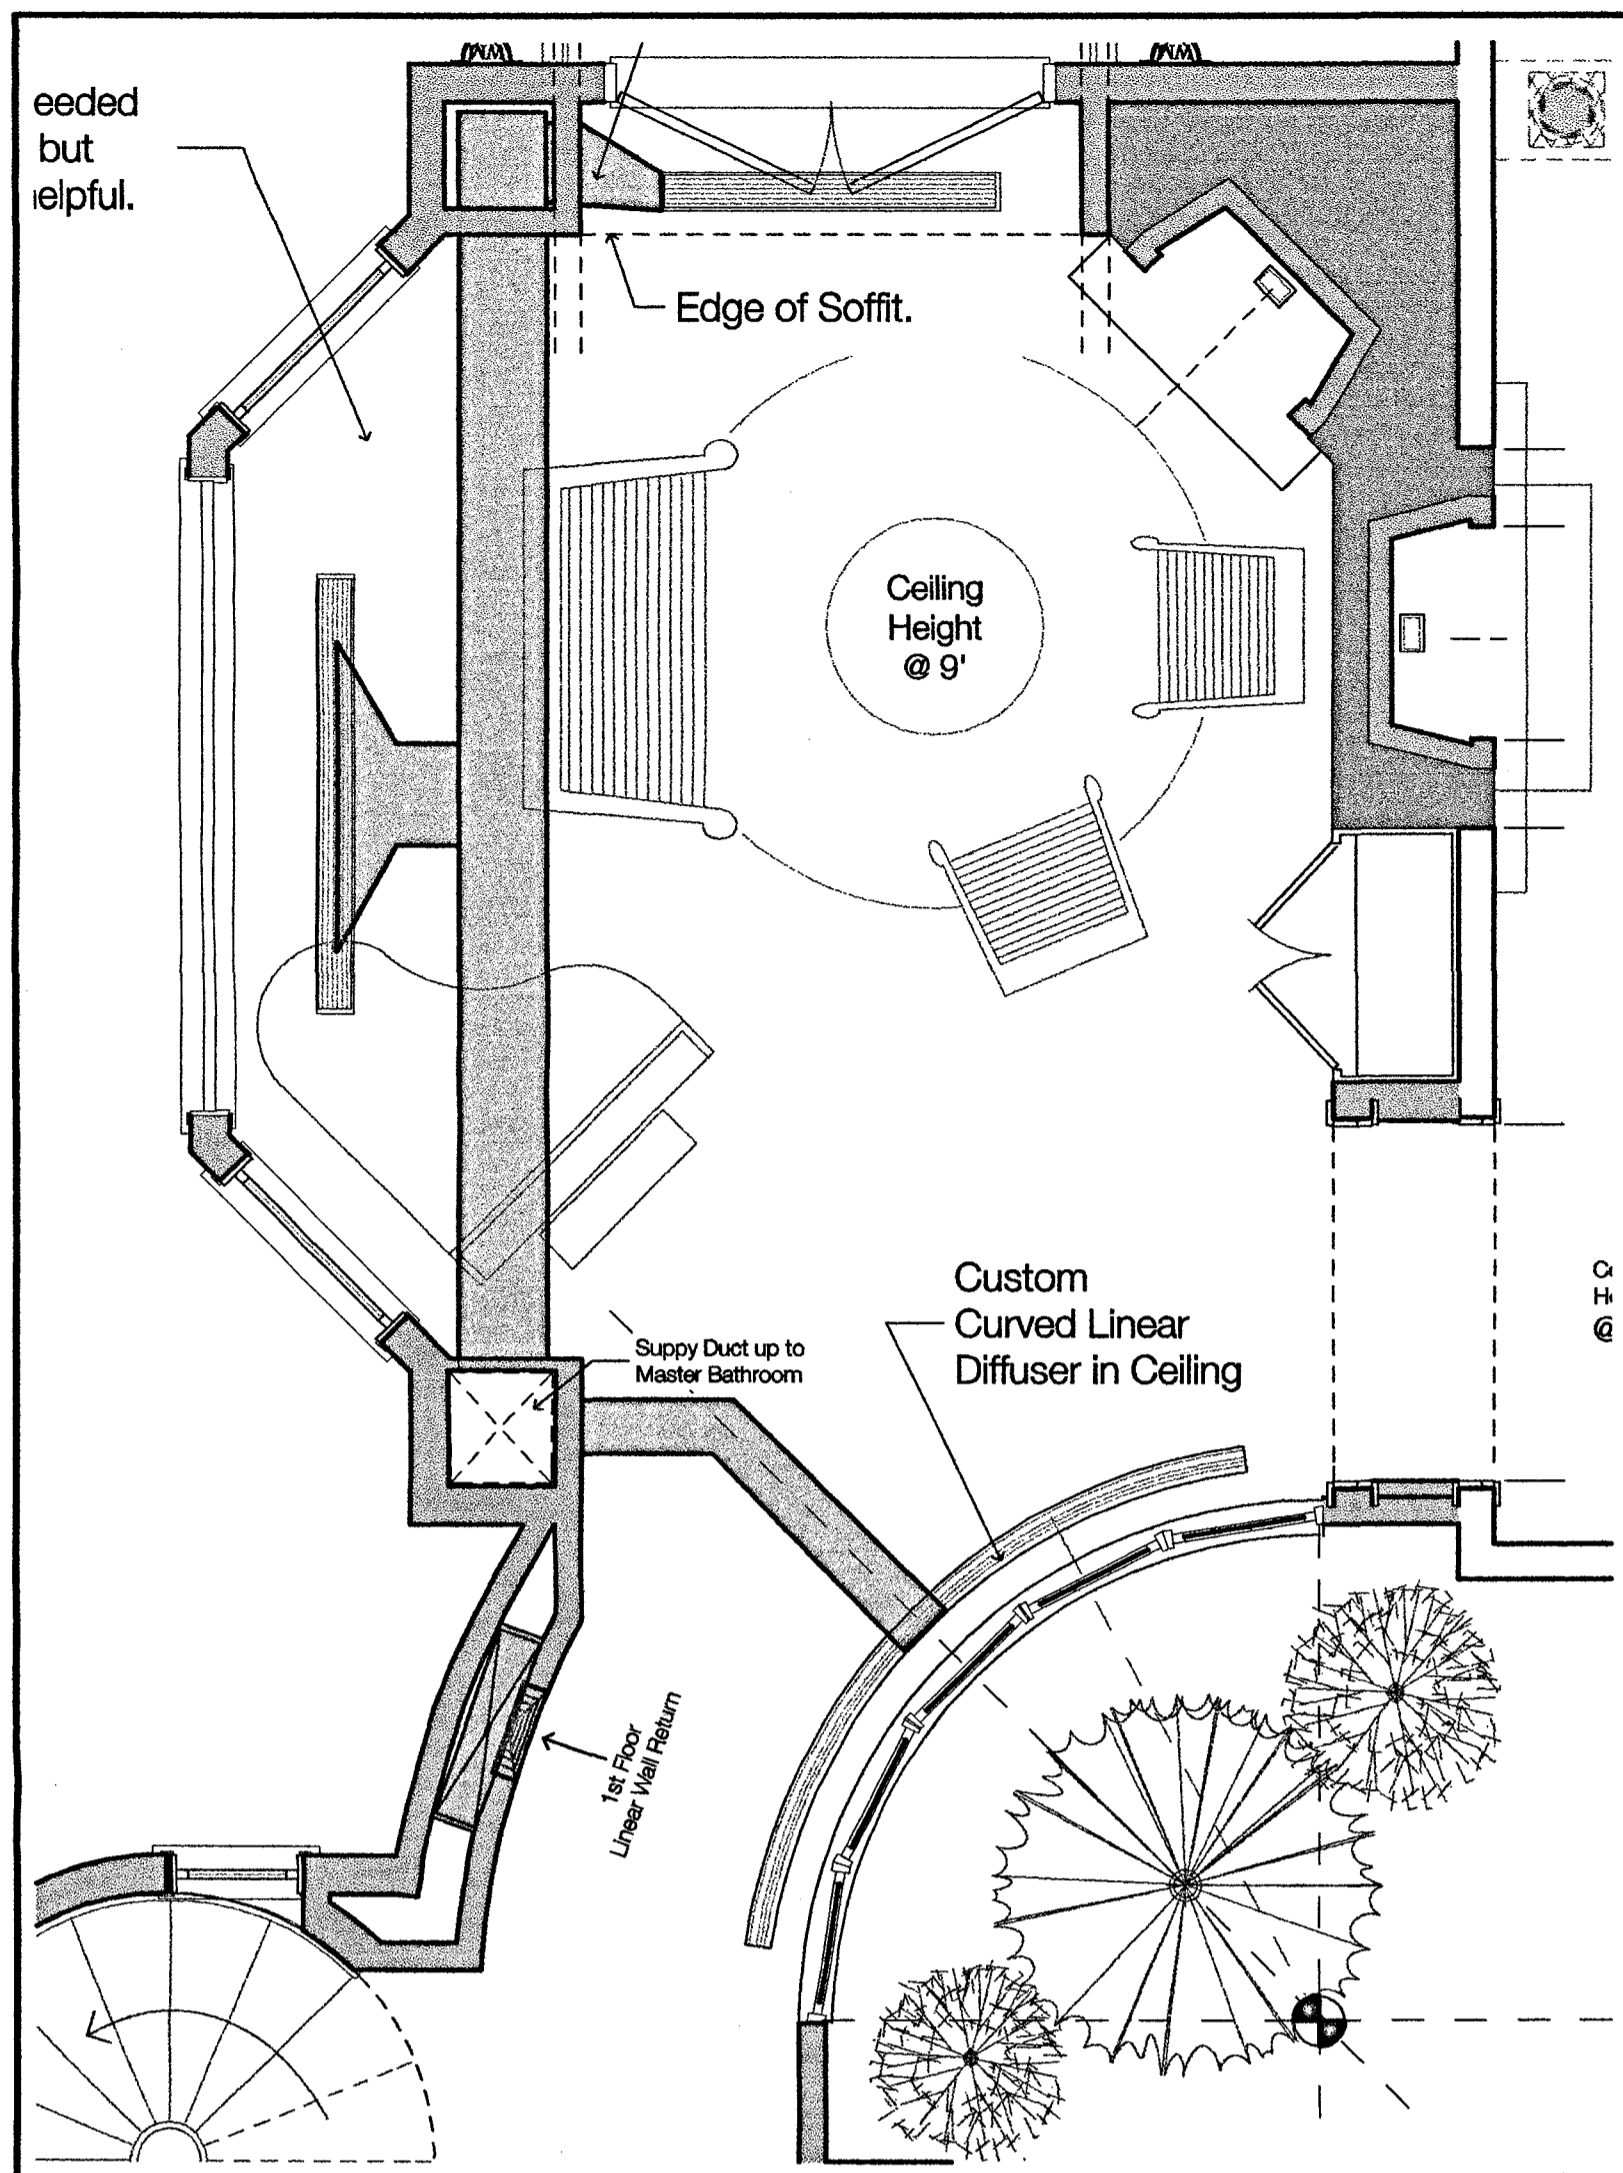 eeded
but
elpful.
Edge of Soffit.
Ceiling
Height
@ 9'
Custom
Curved Linear
Diffuser in Ceiling
Suppy Duct up to
Master Bathroom
1st Floor
Linear Wall Return
@